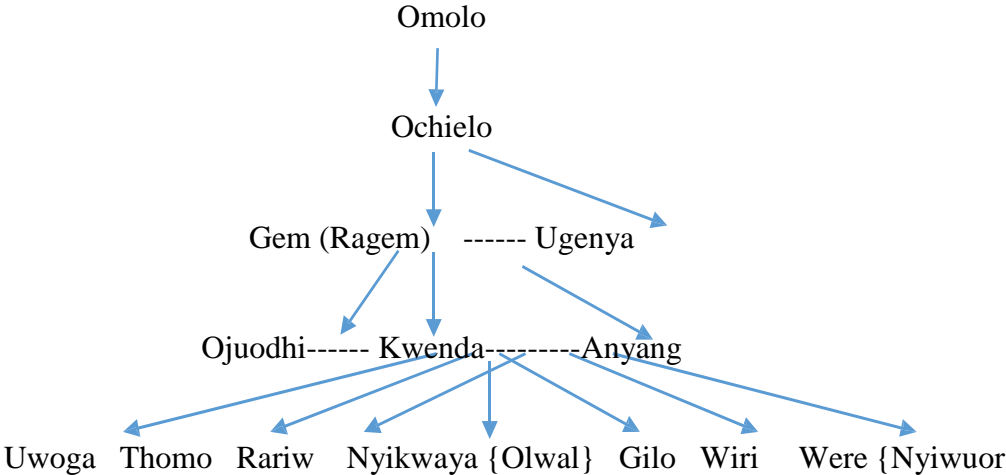 Omolo
Ochielo
Gem (Ragem) ------ Ugenya
Ojuodhi------ Kwenda---------Anyang
Uwoga Thomo Rariw Nyikwaya {Olwal} Gilo Wiri Were {Nyiwuor}